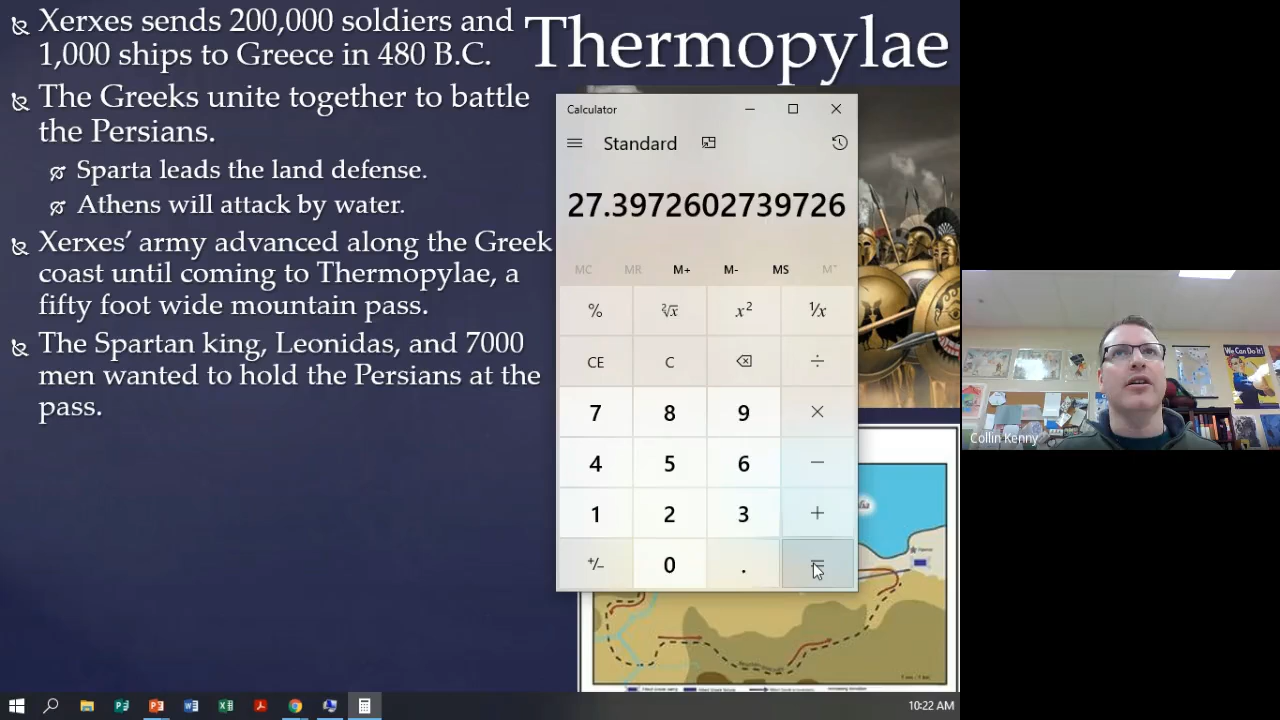 Thermopylae
Xerxes sends 200,000 soldiers and
1,000 ships to Greece in 480 B.C.
The Greeks unite together to battle
the Persians.
Sparta leads the land defense.
Athens will attack by water.
Xerxes’ army advanced along the Greek
coast until coming to Thermopylae, a
fifty foot wide mountain pass.
The Spartan king, Leonidas, and 7000
men wanted to hold the Persians at the
pass.
Calculator
Standard
27.3972602739726
MC MR M+ M- MS M˅
% ²√x x² ¹/x
CE C ÷
7 8 9 ×
4 5 6 −
1 2 3 +
+/− 0 . =
We Can Do It!
Collin Kenny
10:22 AM